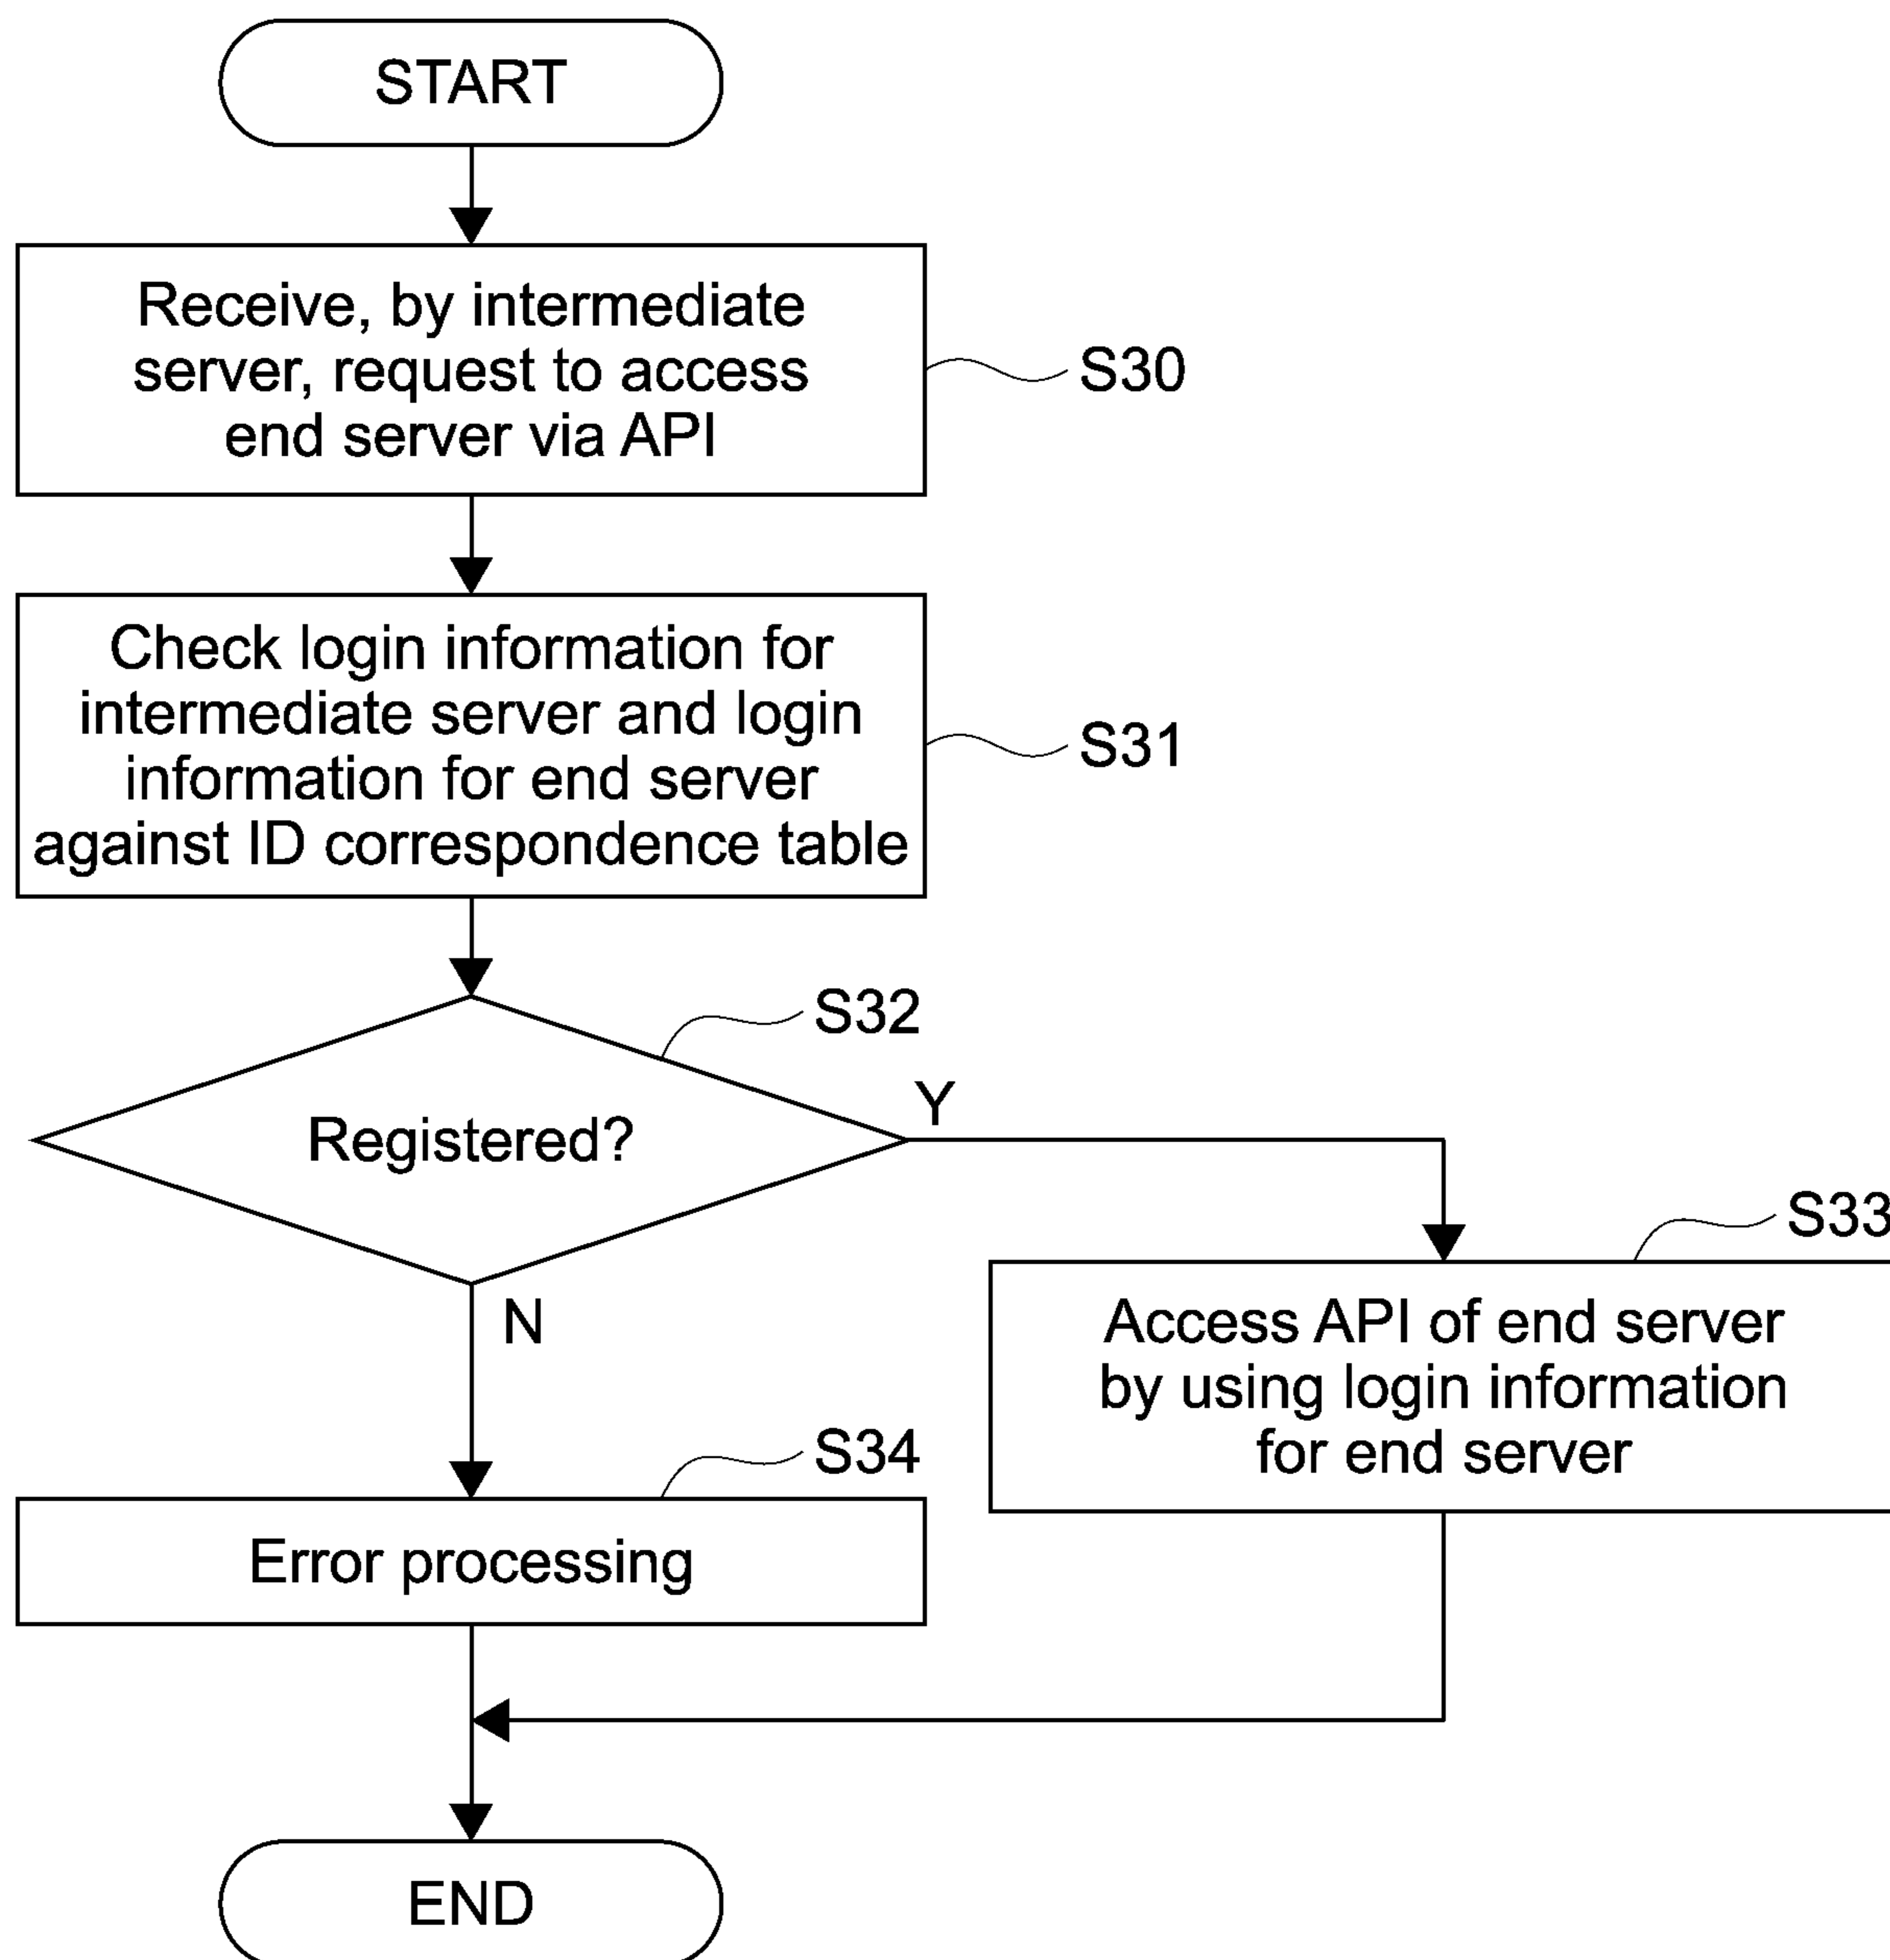 START
Receive, by intermediate
server, request to access
end server via API
S30
Check login information for
intermediate server and login
information for end server
against ID correspondence table
S31
S32
Registered?
Y
N
S33
Access API of end server
by using login information
for end server
S34
Error processing
END